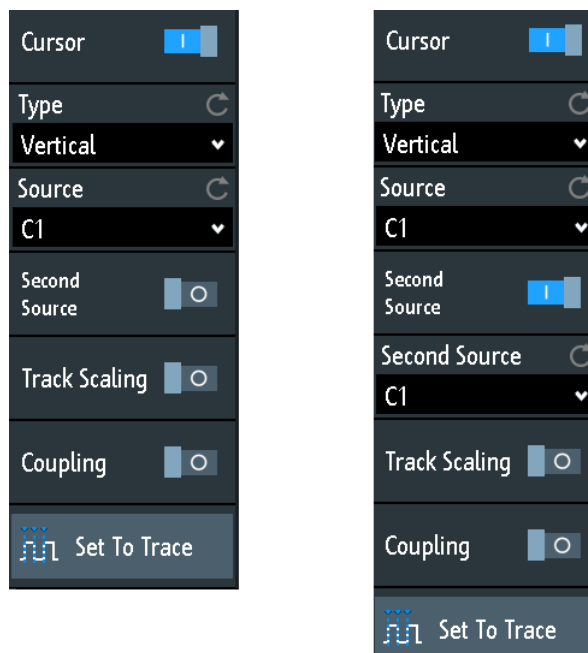 Cursor
Type
Vertical
Source
C1
Second
Source
Track Scaling
Coupling
Set To Trace
Cursor
Type
Vertical
Source
C1
Second
Source
Second Source
C1
Track Scaling
Coupling
Set To Trace